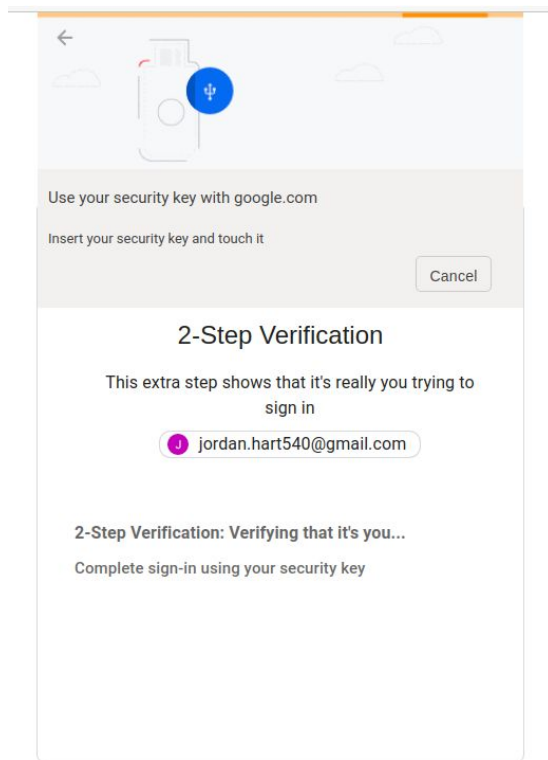 Use your security key with google.com
Insert your security key and touch it
Cancel
2-Step Verification
This extra step shows that it's really you trying to
sign in
J jordan.hart540@gmail.com
2-Step Verification: Verifying that it's you...
Complete sign-in using your security key